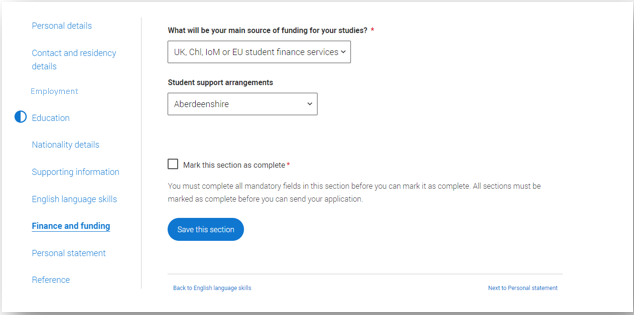 Personal details
Contact and residency
details
Employment
Education
Nationality details
Supporting information
English language skills
Finance and funding
Personal statement
Reference
What will be your main source of funding for your studies? *
UK, ChI, IoM or EU student finance services
Student support arrangements
Aberdeenshire
Mark this section as complete *
You must complete all mandatory fields in this section before you can mark it as complete. All sections must be
marked as complete before you can send your application.
Save this section
Back to English language skills
Next to Personal statement